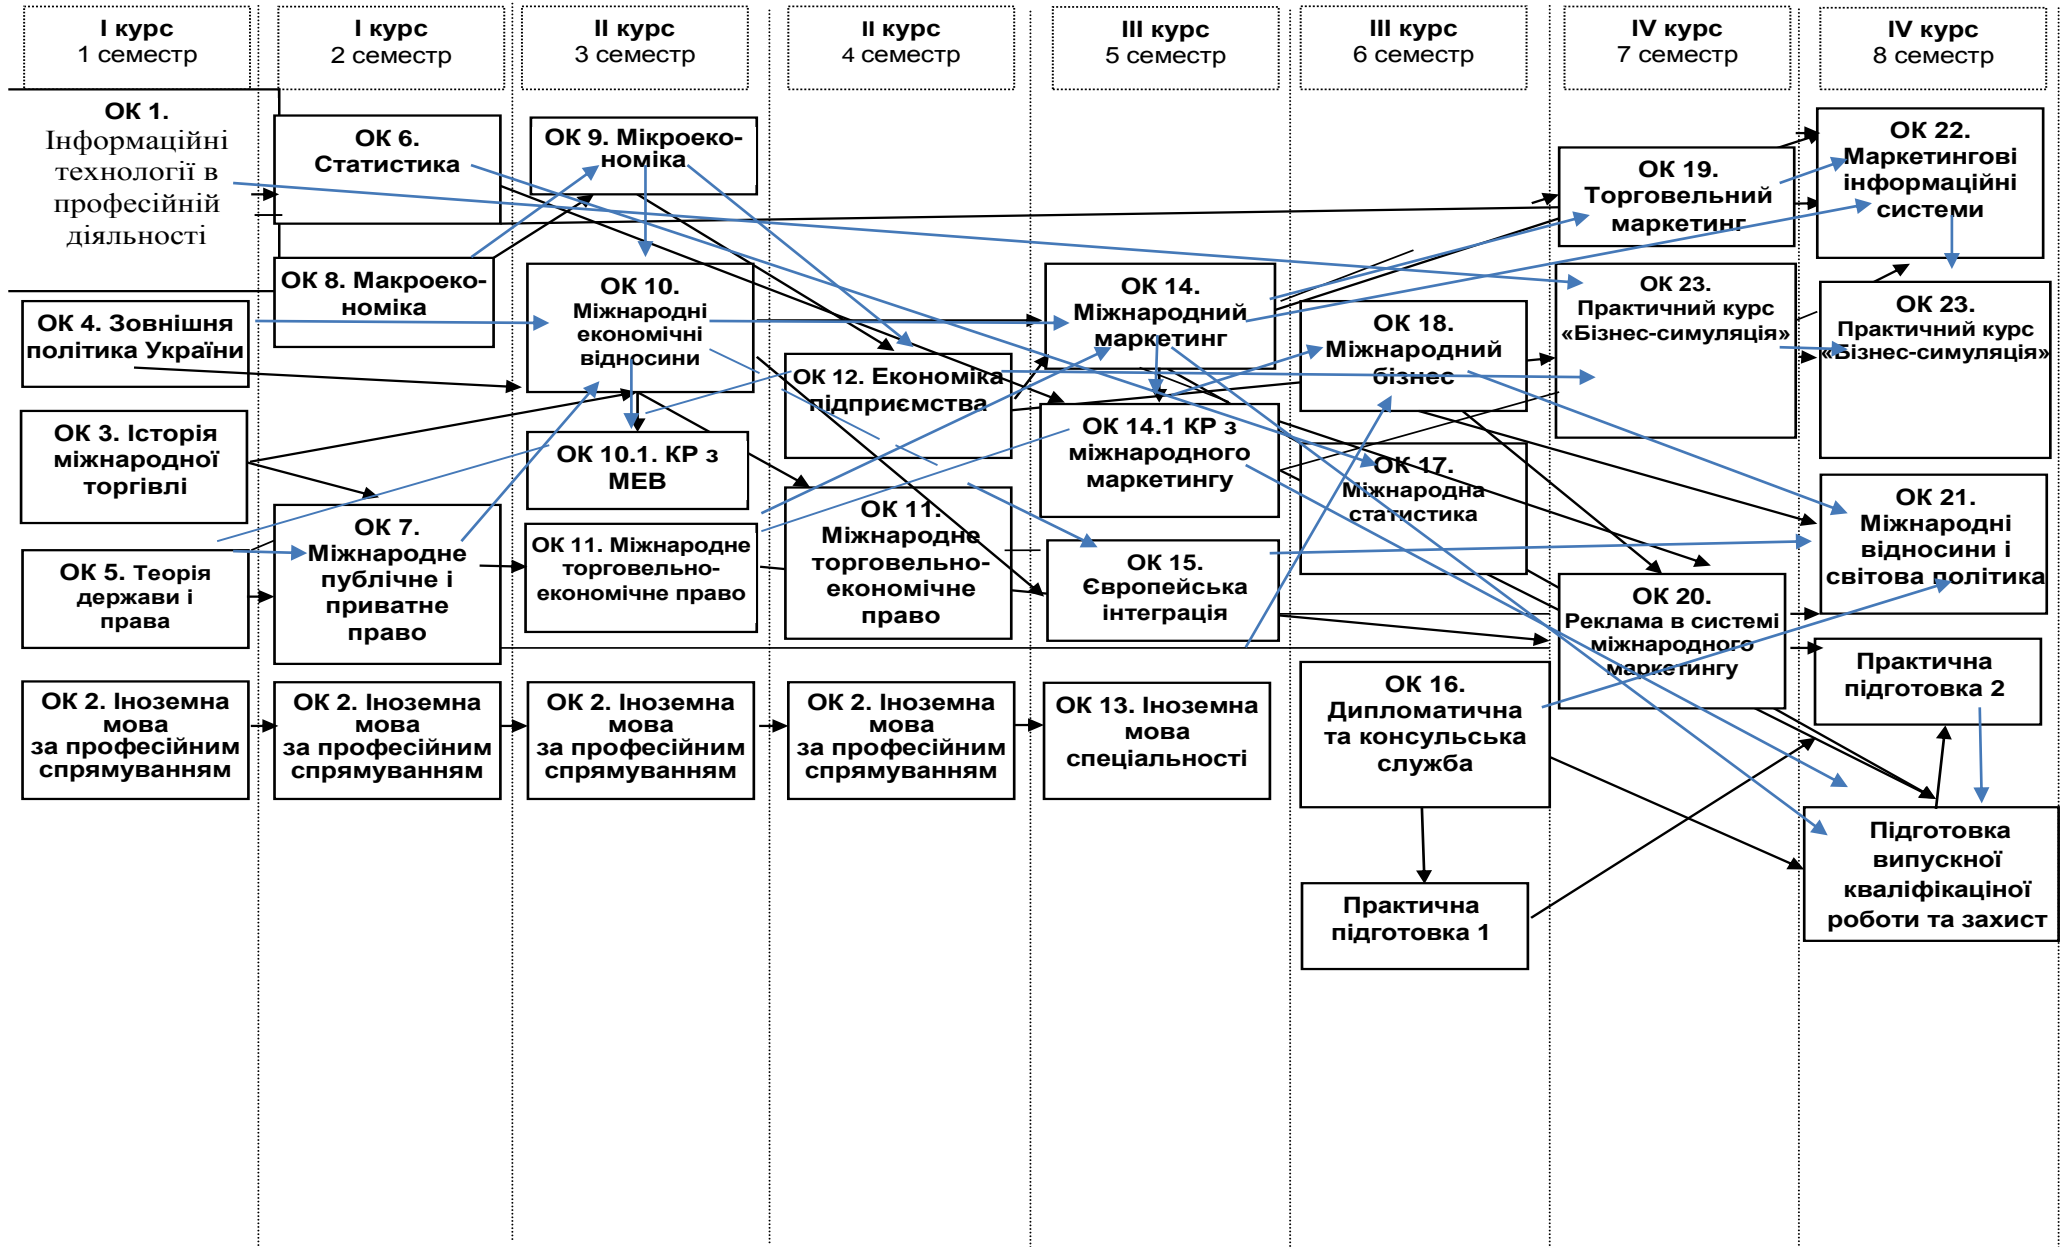 І курс
1 семестр
І курс
2 семестр
ІІ курс
3 семестр
ІІ курс
4 семестр
ІІІ курс
5 семестр
ІІІ курс
6 семестр
ІV курс
7 семестр
ІV курс
8 семестр
ОК 1.
Інформаційні
технології в
професійній
діяльності
ОК 4. Зовнішня
політика України
ОК 3. Історія
міжнародної
торгівлі
ОК 5. Теорія
держави і
права
ОК 2. Іноземна
мова
за професійним
спрямуванням
ОК 6.
Статистика
ОК 8. Макроеко-
номіка
ОК 7.
Міжнародне
публічне і
приватне
право
ОК 2. Іноземна
мова
за професійним
спрямуванням
ОК 9. Мікроеко-
номіка
ОК 10.
Міжнародні
економічні
відносини
ОК 10.1. КР з
МЕВ
ОК 11. Міжнародне
торговельно-
економічне право
ОК 2. Іноземна
мова
за професійним
спрямуванням
ОК 12. Економіка
підприємства
ОК 11.
Міжнародне
торговельно-
економічне
право
ОК 2. Іноземна
мова
за професійним
спрямуванням
ОК 14.
Міжнародний
маркетинг
ОК 14.1 КР з
міжнародного
маркетингу
ОК 15.
Європейська
інтеграція
ОК 13. Іноземна
мова
спеціальності
ОК 18.
Міжнародний
бізнес
ОК 17.
Міжнародна
статистика
ОК 16.
Дипломатична
та консульська
служба
Практична
підготовка 1
ОК 19.
Торговельний
маркетинг
ОК 23.
Практичний курс
«Бізнес-симуляція»
ОК 20.
Реклама в системі
міжнародного
маркетингу
ОК 22.
Маркетингові
інформаційні
системи
ОК 23.
Практичний курс
«Бізнес-симуляція»
ОК 21.
Міжнародні
відносини і
світова політика
Практична
підготовка 2
Підготовка
випускної
кваліфікаціної
роботи та захист